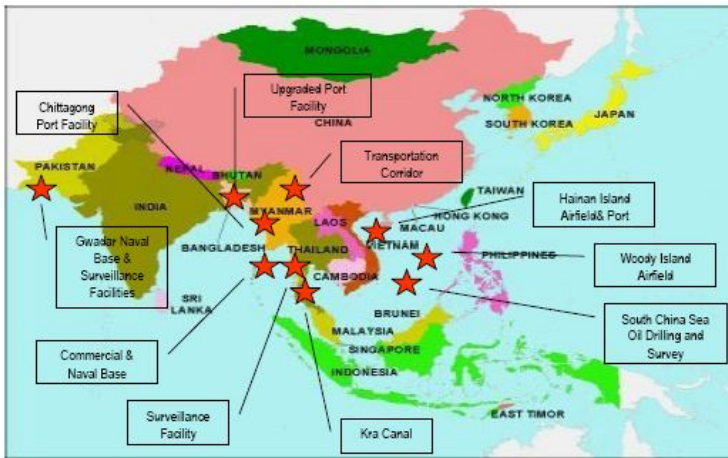 MONGOLIA
Upgraded Port
Facility
Chittagong
Port Facility
NORTH KOREA
JAPAN
SOUTH KOREA
CHINA
Transportation
Corridor
PAKISTAN
NEPAL
BHUTAN
TAIWAN
Hainan Island
Airfield& Port
INDIA
HONG KONG
MYANMAR
LAOS
MACAU
Gwadar Naval
Base &
Surveillance
Facilities
BANGLADESH
THAILAND
VIETNAM
PHILIPPINES
Woody Island
Airfield
CAMBODIA
SRI
LANKA
BRUNEI
South China Sea
Oil Drilling and
Survey
MALAYSIA
Commercial &
Naval Base
SINGAPORE
INDONESIA
Surveillance
Facility
Kra Canal
EAST TIMOR